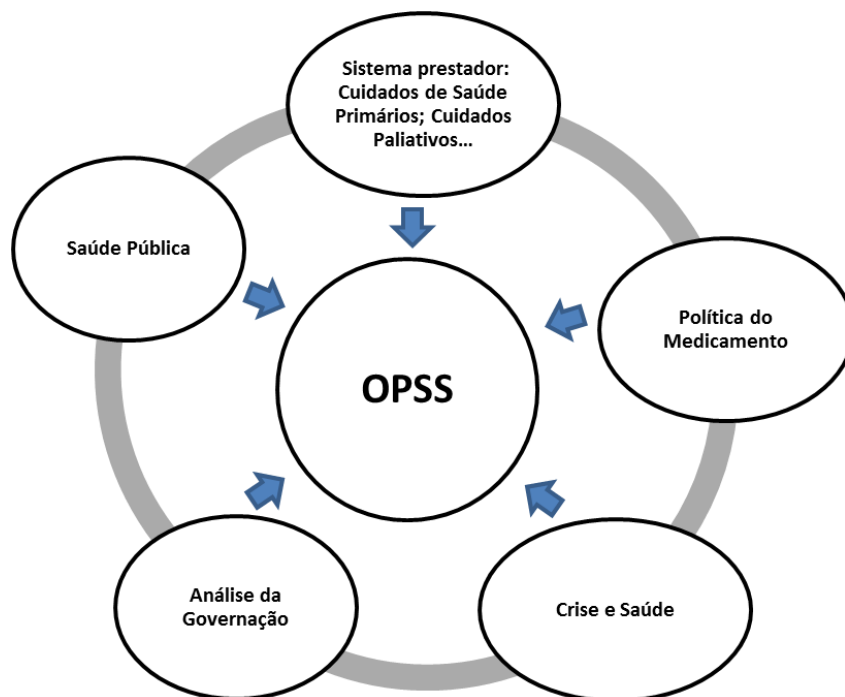 Sistema prestador:
Cuidados de Saúde
Primários; Cuidados
Paliativos...
Saúde Pública
Política do
Medicamento
OPSS
Análise da
Governação
Crise e Saúde